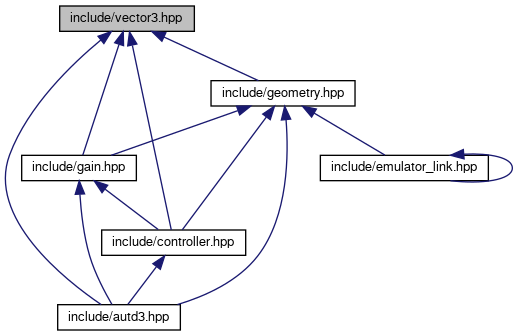 include/vector3.hpp
include/geometry.hpp
include/gain.hpp
include/emulator_link.hpp
include/controller.hpp
include/autd3.hpp